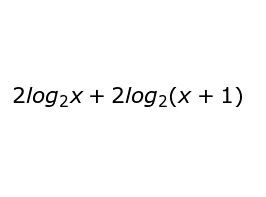 2log₂x + 2log₂(x + 1)